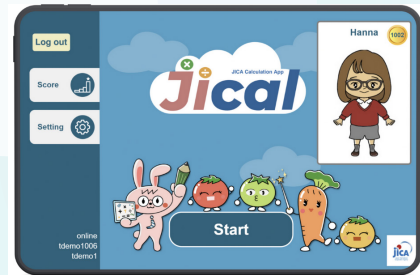 Log out
Score
Setting
online
tdemo1006
tdemo1
JICA Calculation App
Jical
Hanna
1002
Start
JICA